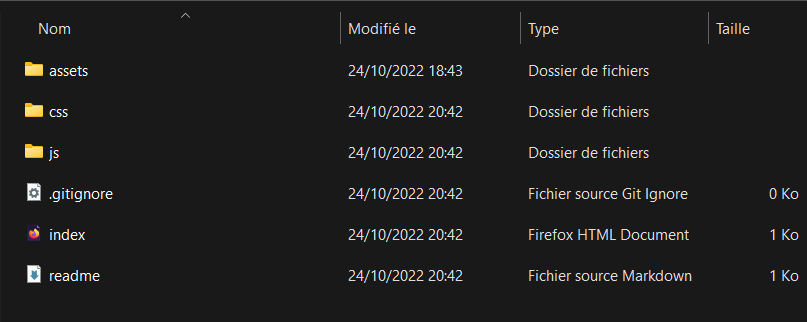 Nom Modifié le Type Taille
assets 24/10/2022 18:43 Dossier de fichiers
css 24/10/2022 20:42 Dossier de fichiers
js 24/10/2022 20:42 Dossier de fichiers
.gitignore 24/10/2022 20:42 Fichier source Git Ignore 0 Ko
index 24/10/2022 20:42 Firefox HTML Document 1 Ko
readme 24/10/2022 20:42 Fichier source Markdown 1 Ko